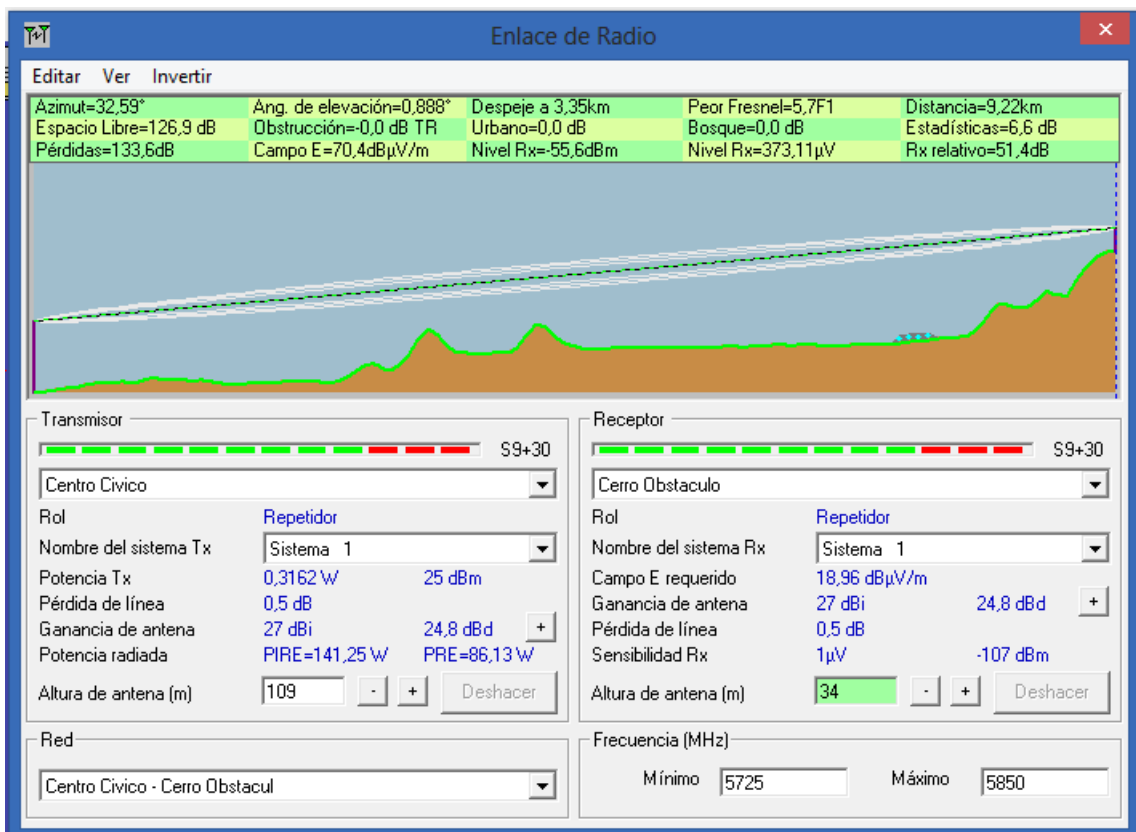 Enlace de Radio
Editar Ver Invertir
Azimut=32,59° Ang. de elevación=0,888° Despeje a 3,35km Peor Fresnel=5,7F1 Distancia=9,22km
Espacio Libre=126,9 dB Obstrucción=-0,0 dB TR Urbano=0,0 dB Bosque=0,0 dB Estadísticas=6,6 dB
Pérdidas=133,6dB Campo E=70,4dBµV/m Nivel Rx=-55,6dBm Nivel Rx=373,11µV Rx relativo=51,4dB
Transmisor
S9+30
Centro Civico
Rol Repetidor
Nombre del sistema Tx Sistema 1
Potencia Tx 0,3162 W 25 dBm
Pérdida de línea 0,5 dB
Ganancia de antena 27 dBi 24,8 dBd +
Potencia radiada PIRE=141,25 W PRE=86,13 W
Altura de antena (m) 109 - + Deshacer
Receptor
S9+30
Cerro Obstaculo
Rol Repetidor
Nombre del sistema Rx Sistema 1
Campo E requerido 18,96 dBµV/m
Ganancia de antena 27 dBi 24,8 dBd +
Pérdida de línea 0,5 dB
Sensibilidad Rx 1µV -107 dBm
Altura de antena (m) 34 - + Deshacer
Red
Centro Civico - Cerro Obstacul
Frecuencia (MHz)
Mínimo 5725 Máximo 5850